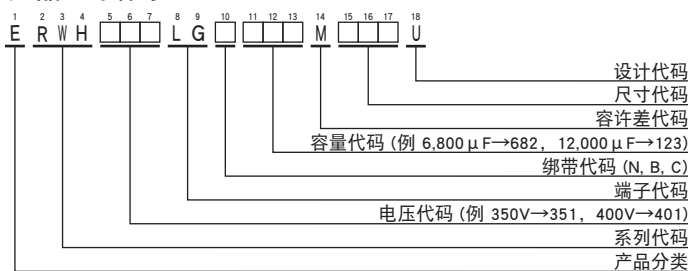 1 2 3 4 5 6 7 8 9 10 11 12 13 14 15 16 17 18
E RWH □□□ LG □ □□□ M □□□ U
设计代码
尺寸代码
容许差代码
容量代码 (例 6,800μF→682, 12,000μF→123)
绑带代码 (N, B, C)
端子代码
电压代码 (例 350V→351, 400V→401)
系列代码
产品分类